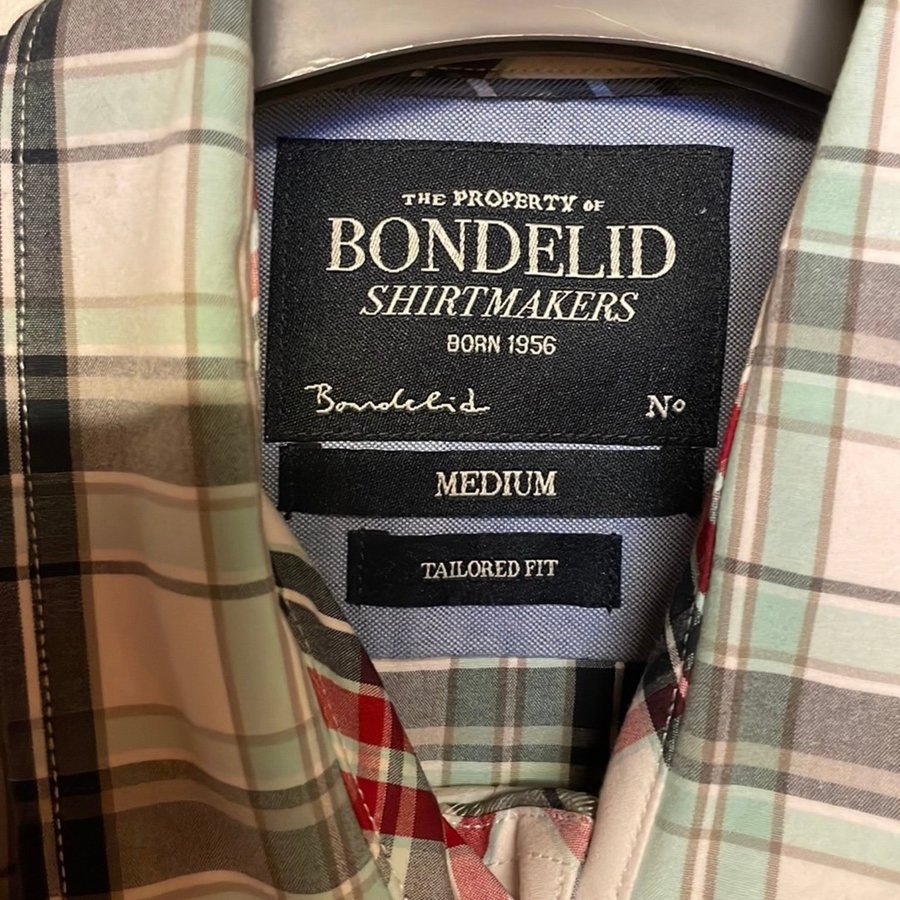 THE PROPERTY OF
BONDELID
SHIRTMAKERS
BORN 1956
Bondelid Nº
MEDIUM
TAILORED FIT